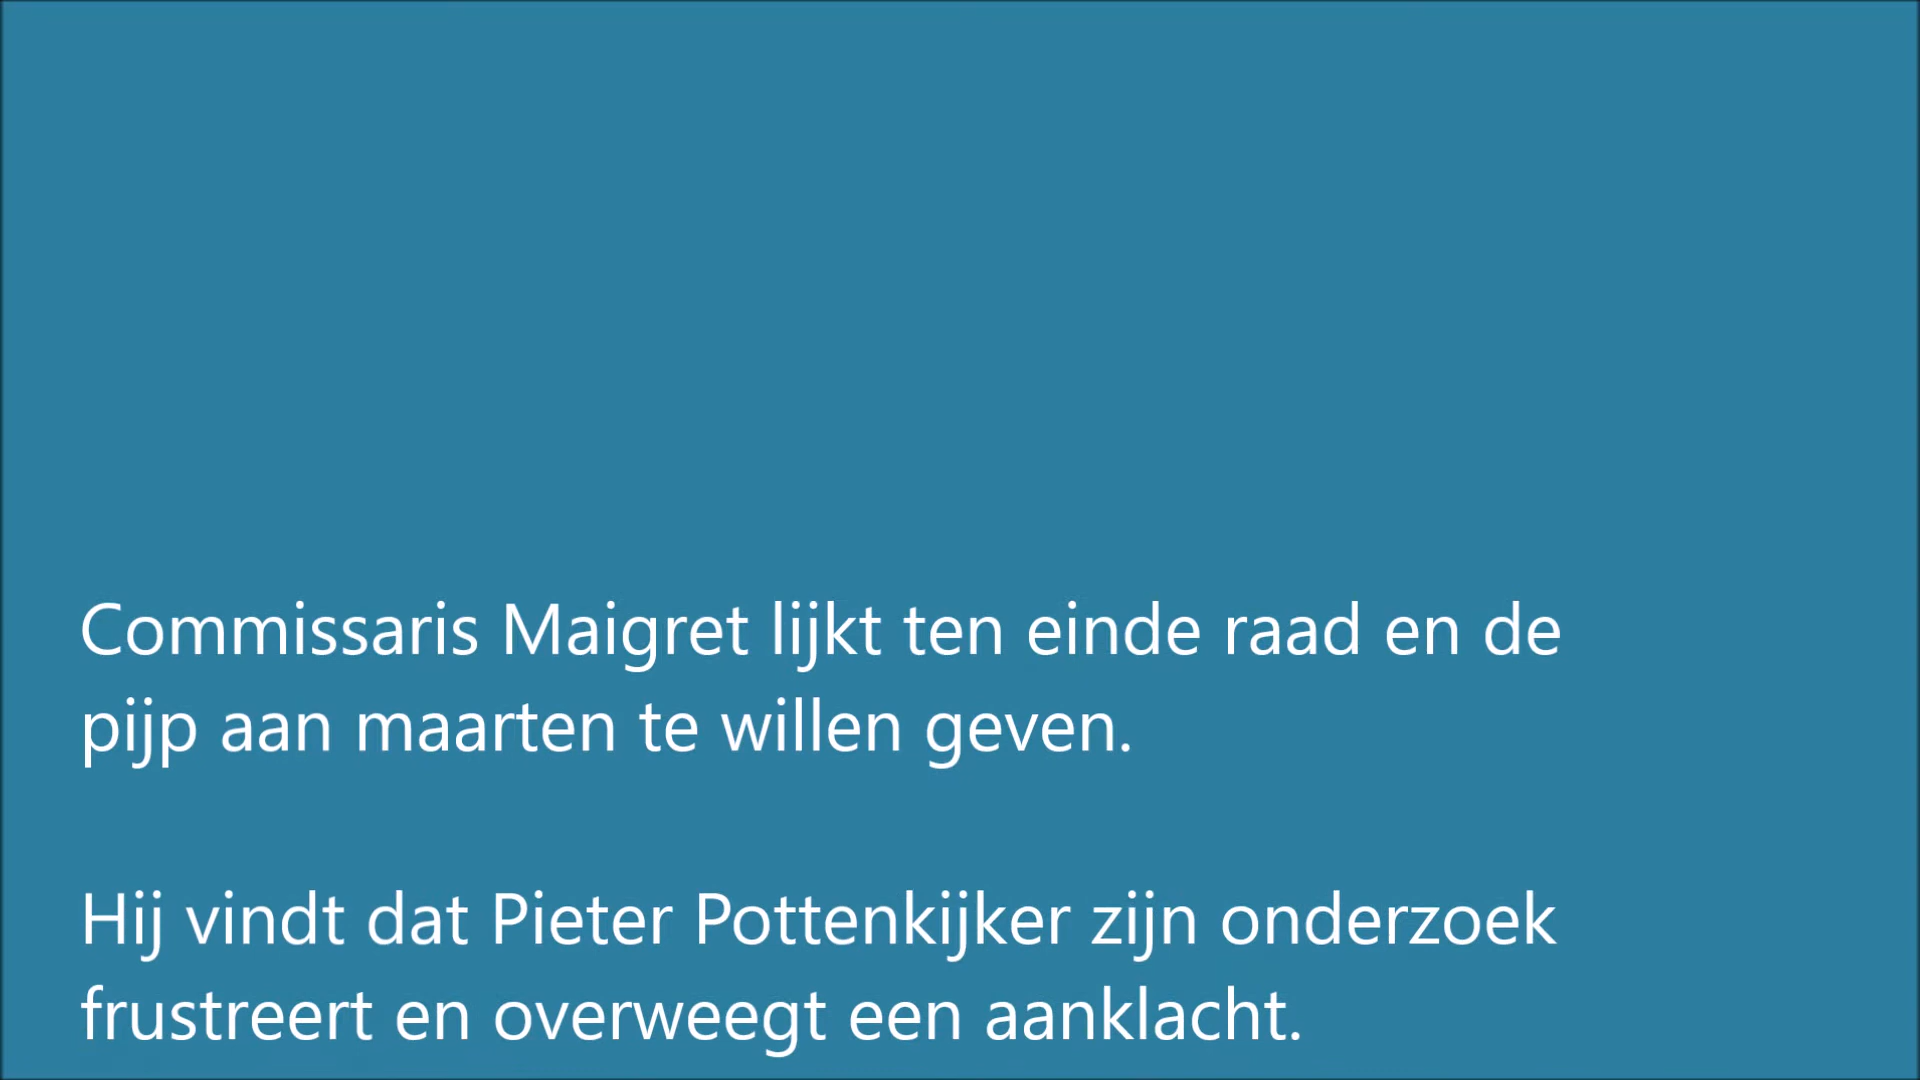 Commissaris Maigret lijkt ten einde raad en de
pijp aan maarten te willen geven.
Hij vindt dat Pieter Pottenkijker zijn onderzoek
frustreert en overweegt een aanklacht.